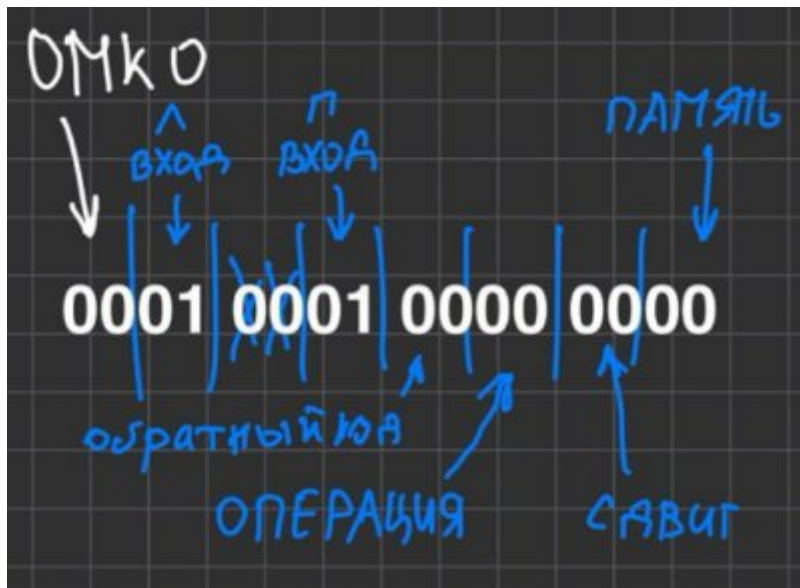 ОМКО
Л
ВХОД
П
ВХОД
ПАМЯТЬ
0001 0001 0000 0000
обратный код
ОПЕРАЦИЯ
СДВИГ